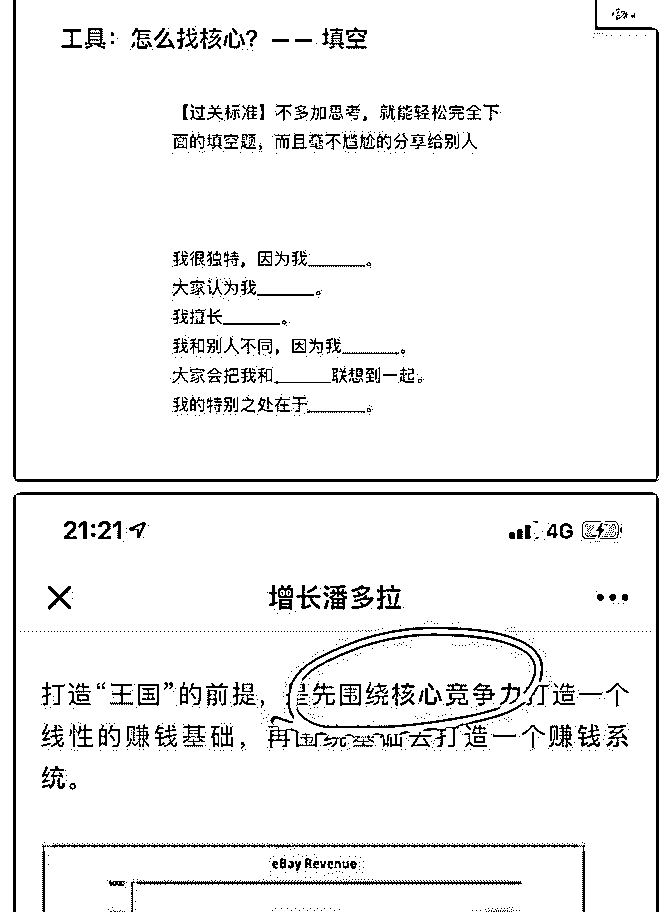 工具：怎么找核心？—— 填空
【过关标准】不多加思考，就能轻松完全下
面的填空题，而且毫不尴尬的分享给别人
我很独特，因为我______。
大家认为我______。
我擅长______。
我和别人不同，因为我______。
大家会把我和______联想到一起。
我的特别之处在于______。
21:21
4G
增长潘多拉
打造“王国”的前提，是先围绕核心竞争力打造一个
线性的赚钱基础，再围绕基础去打造一个赚钱系
统。
eBay Revenue